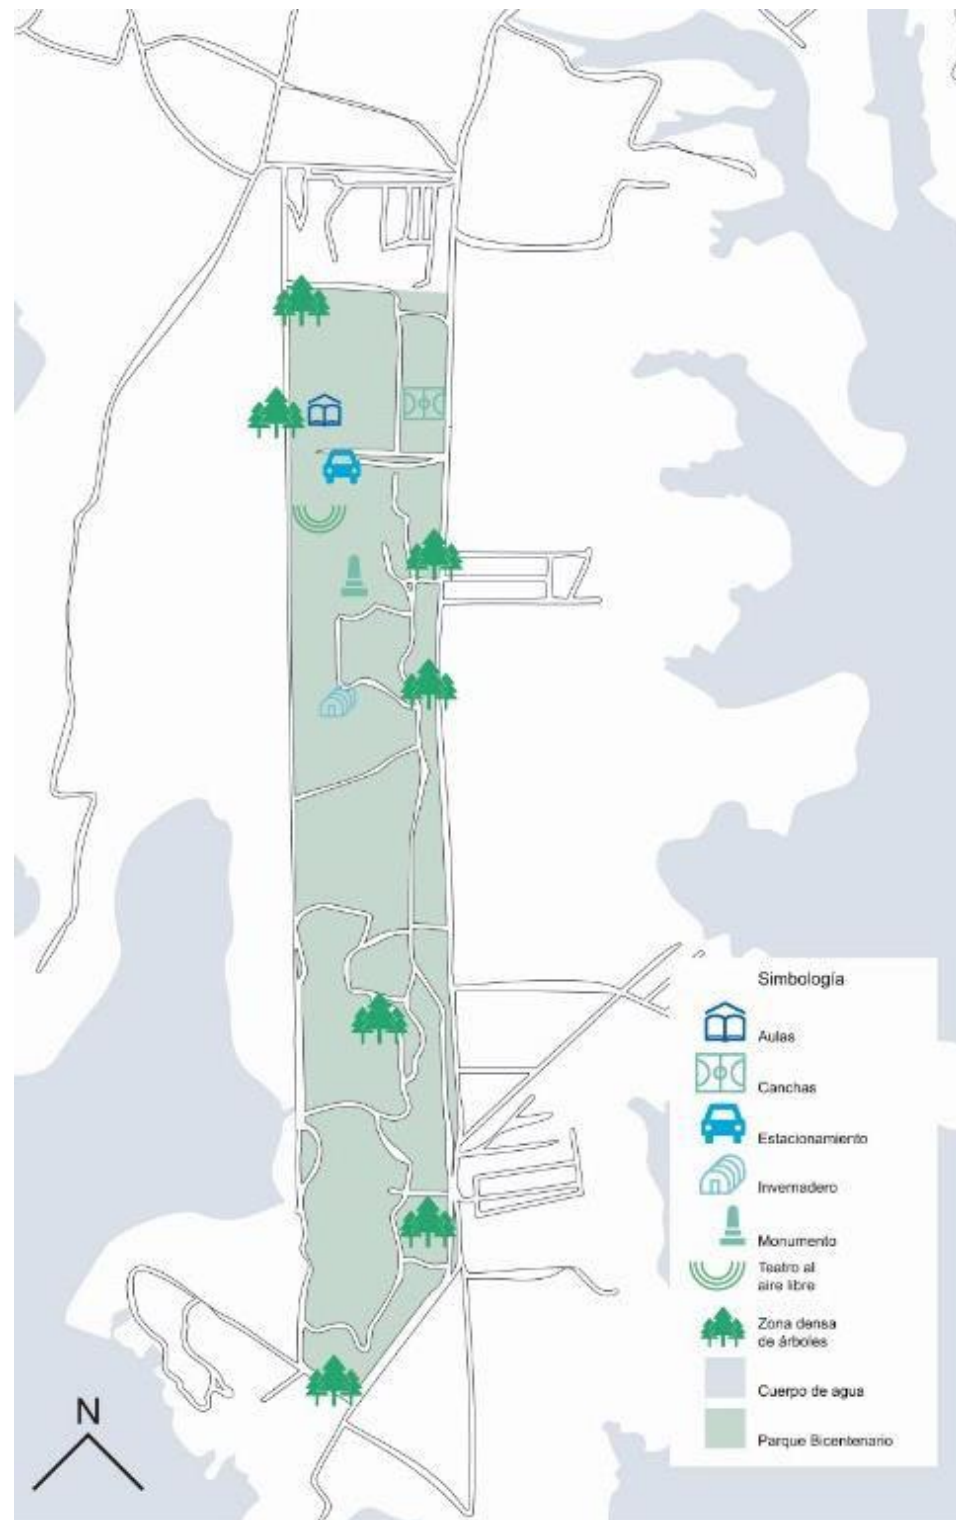 Simbología
Aulas
Canchas
Estacionamiento
Invernadero
Monumento
Teatro al
aire libre
Zona densa
de árboles
Cuerpo de agua
Parque Bicentenario
N